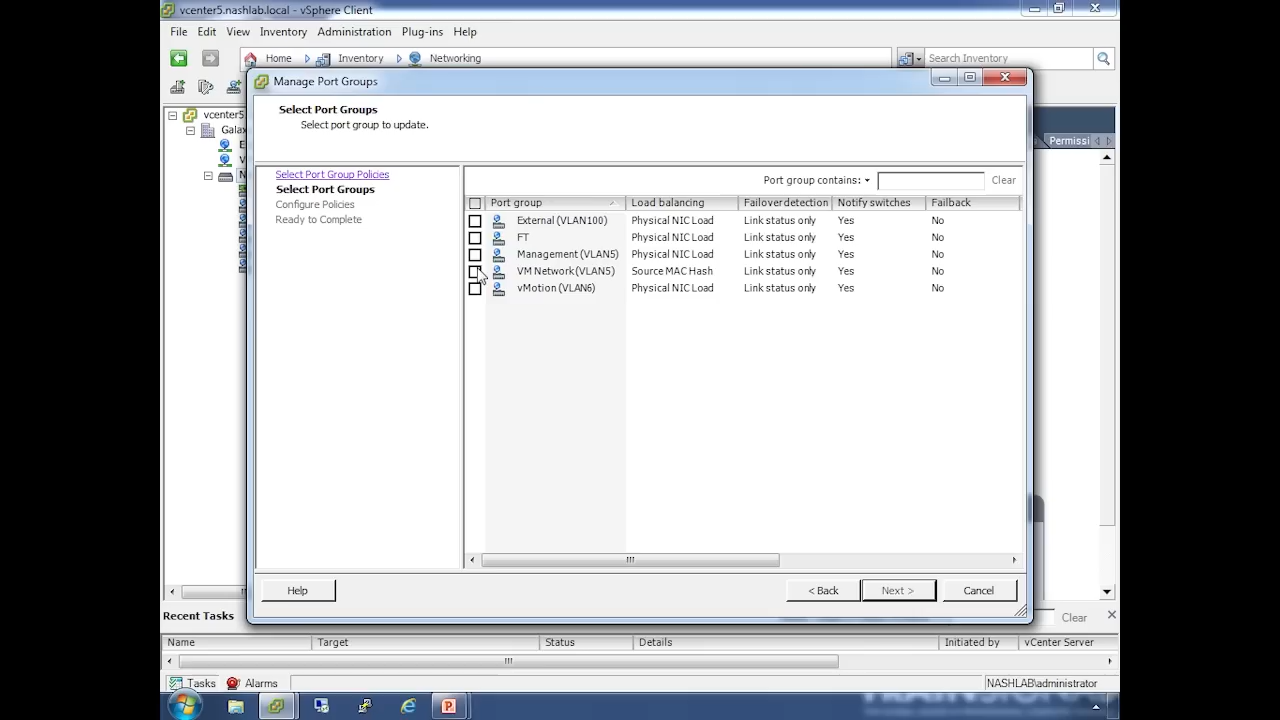 vcenter5.nashlab.local - vSphere Client
File Edit View Inventory Administration Plug-ins Help
Home Inventory Networking Search Inventory
Manage Port Groups
Select Port Groups
Select port group to update.
vcenter5.
Galax
E
V
N
Permissi
Select Port Group Policies
Select Port Groups
Configure Policies
Ready to Complete
Port group contains: Clear
Port group Load balancing Failover detection Notify switches Failback
External (VLAN100) Physical NIC Load Link status only Yes No
FT Physical NIC Load Link status only Yes No
Management (VLAN5) Physical NIC Load Link status only Yes No
VM Network (VLAN5) Source MAC Hash Link status only Yes No
vMotion (VLAN6) Physical NIC Load Link status only Yes No
Help < Back Next > Cancel
Recent Tasks Clear
Name Target Status Details Initiated by vCenter Server
Tasks Alarms NASHLAB\administrator